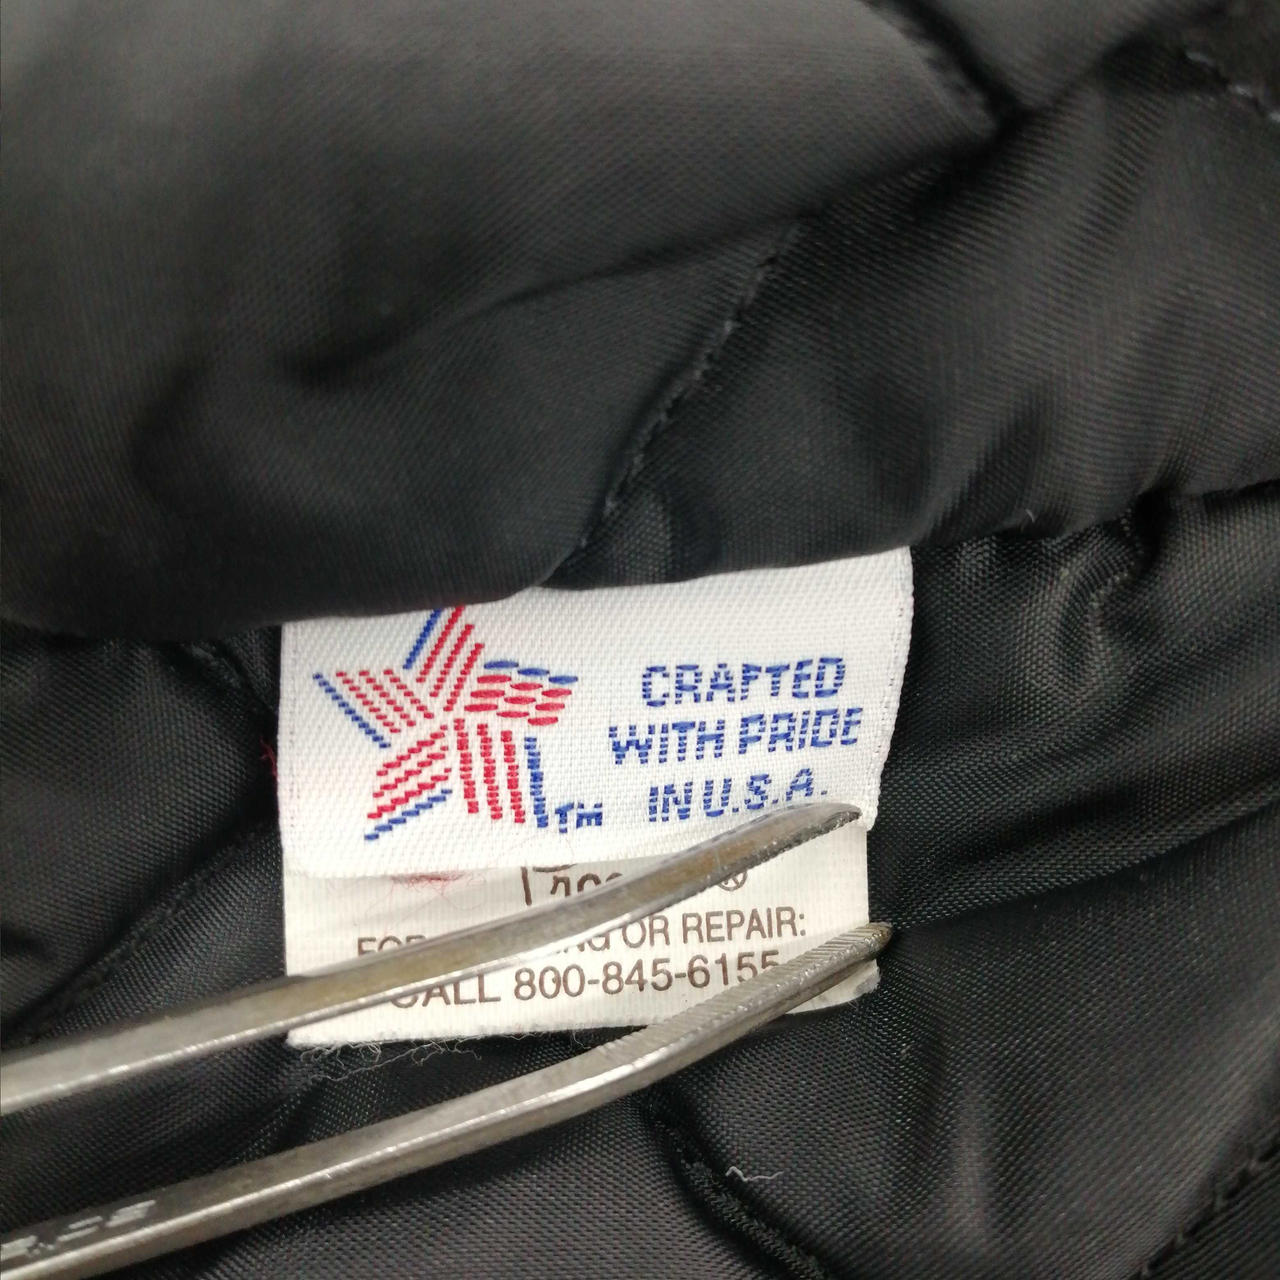 CRAFTED
WITH PRIDE
IN U.S.A.
TM
®
OR REPAIR:
CALL 800-845-6155